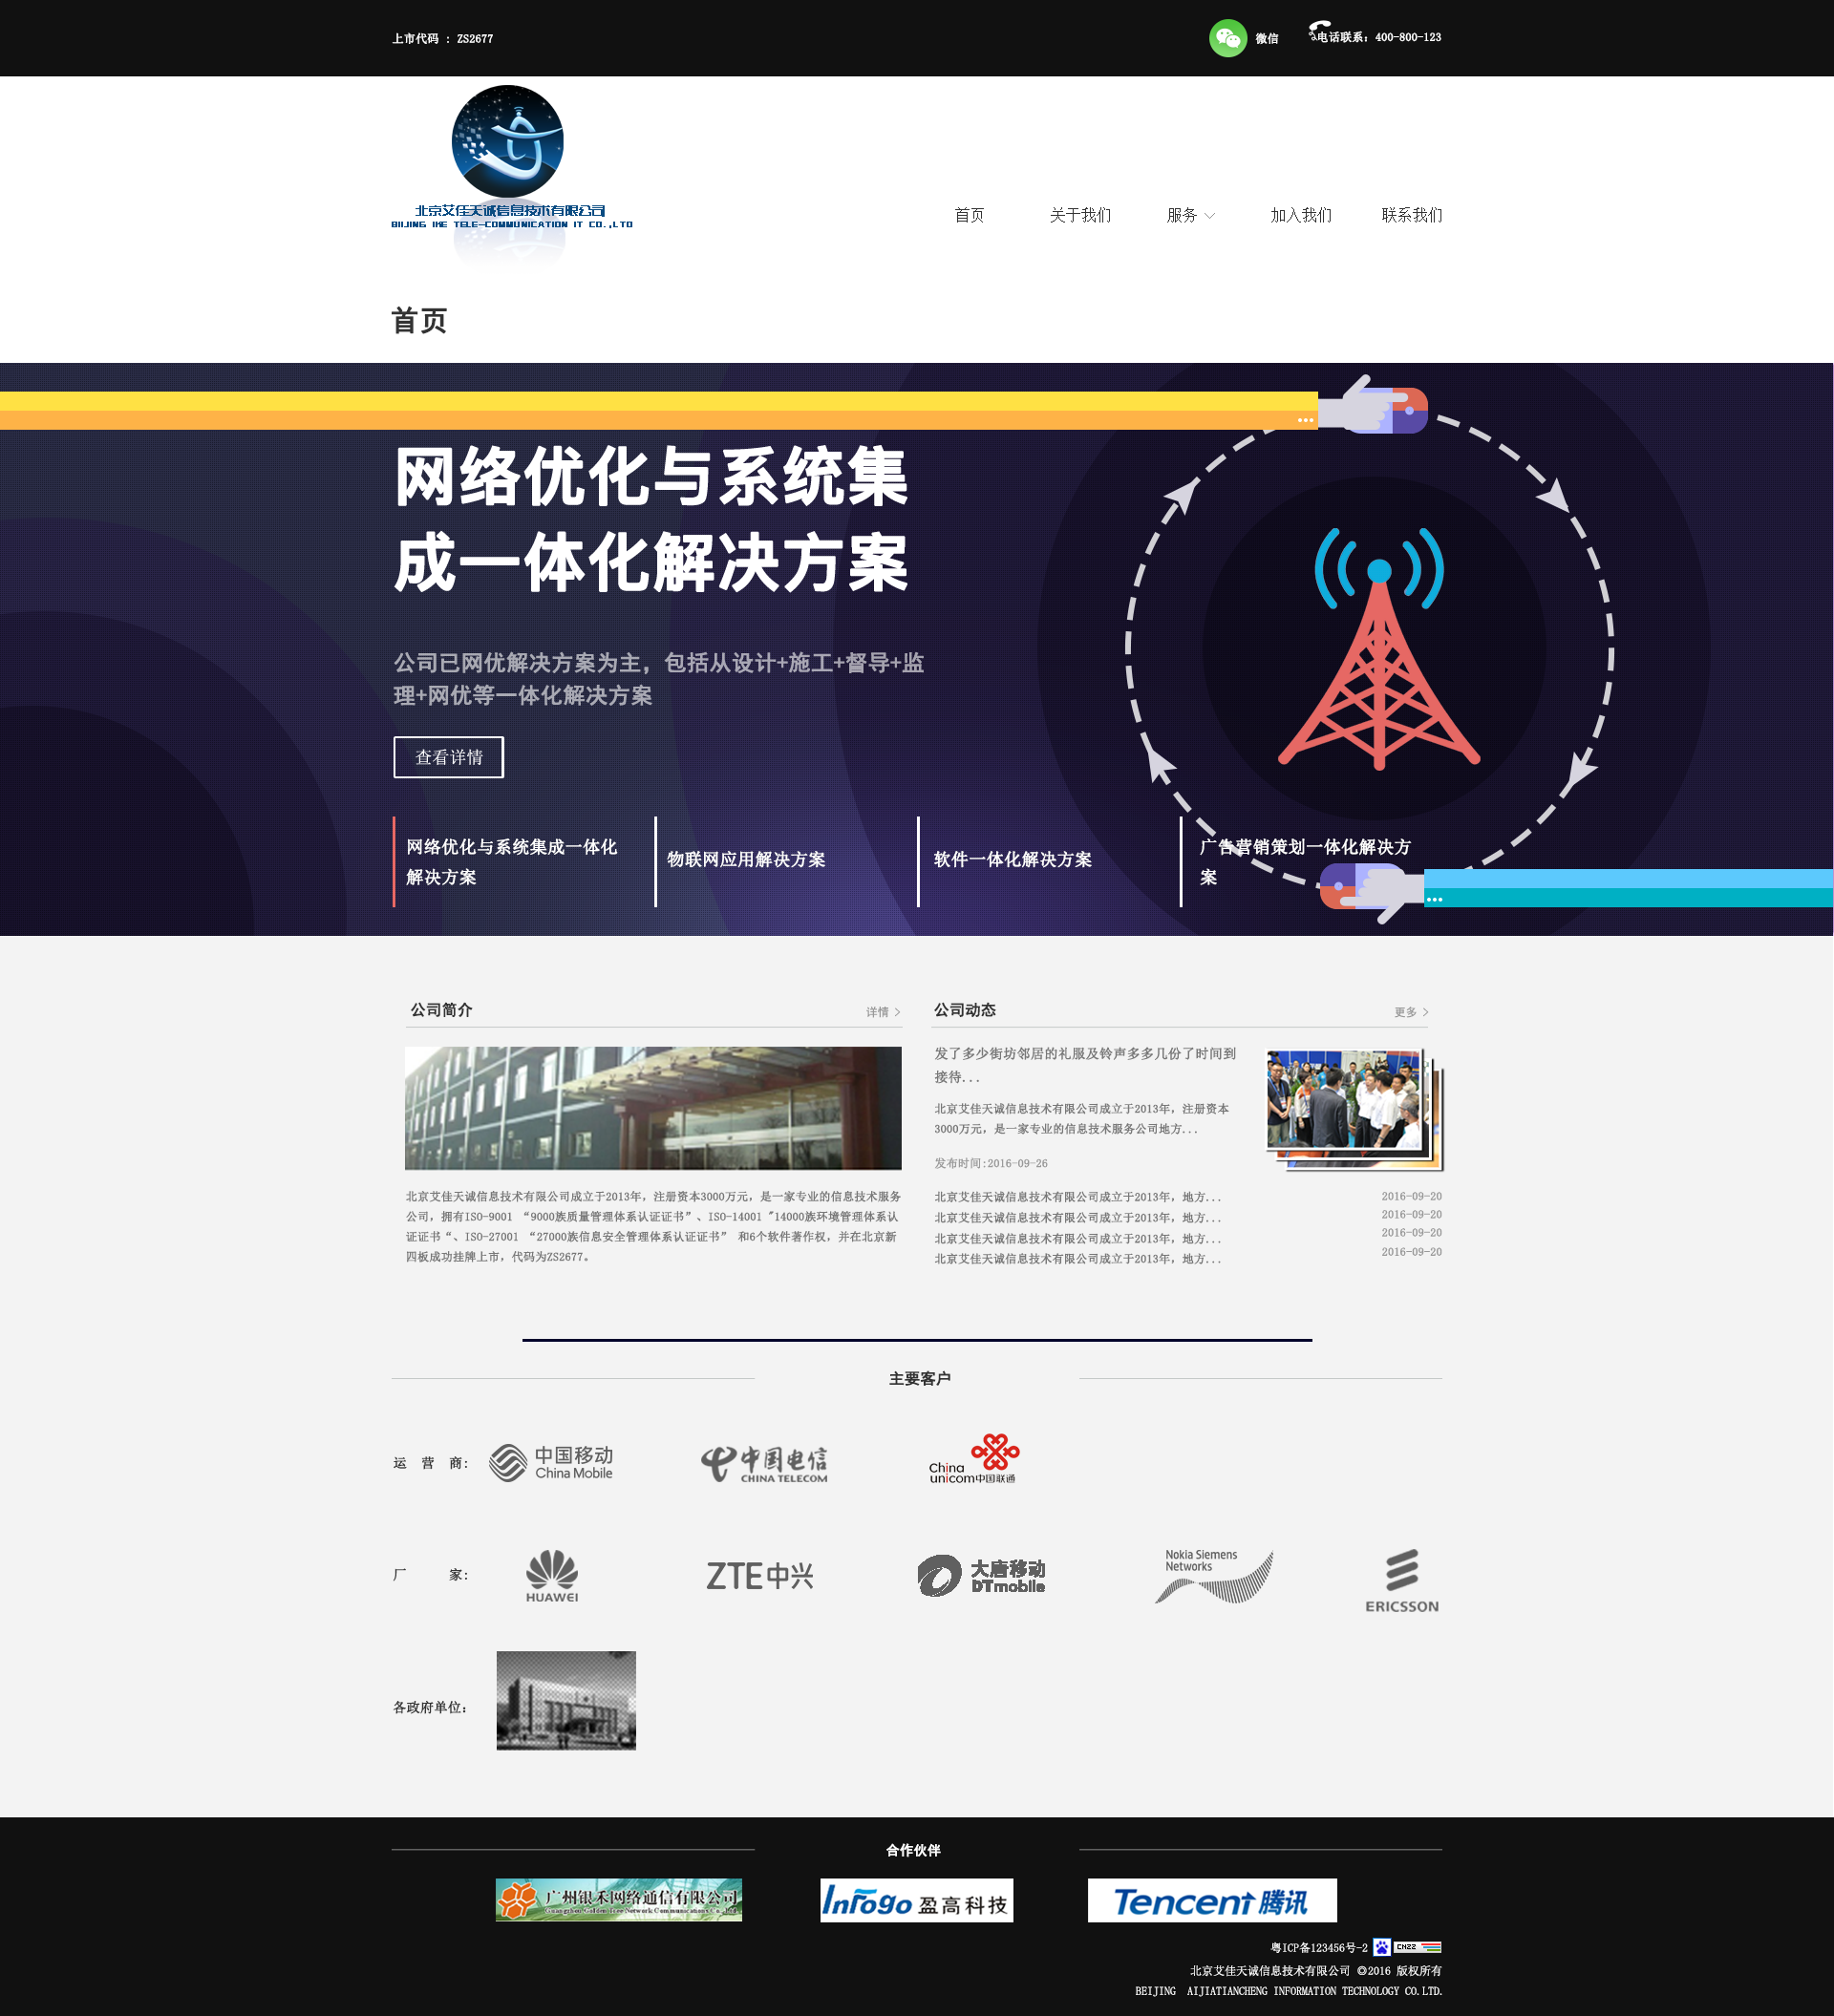 上市代码 : ZS2677
微信
电话联系: 400-800-123
北京艾佳天诚信息技术有限公司
BIIJING IKE TELE-COMMUNICATION IT CO.,LTD
首页
关于我们
服务
加入我们
联系我们
首页
网络优化与系统集
成一体化解决方案
公司已网优解决方案为主，包括从设计+施工+督导+监
理+网优等一体化解决方案
查看详情
网络优化与系统集成一体化
解决方案
物联网应用解决方案
软件一体化解决方案
广告营销策划一体化解决方
案
公司简介
详情 >
北京艾佳天诚信息技术有限公司成立于2013年，注册资本3000万元，是一家专业的信息技术服务
公司，拥有ISO-9001 “9000族质量管理体系认证证书”、ISO-14001 "14000族环境管理体系认
证证书“、ISO-27001 “27000族信息安全管理体系认证证书” 和6个软件著作权，并在北京新
四板成功挂牌上市，代码为ZS2677。
公司动态
更多 >
发了多少街坊邻居的礼服及铃声多多几份了时间到
接待...
北京艾佳天诚信息技术有限公司成立于2013年，注册资本
3000万元，是一家专业的信息技术服务公司地方...
发布时间:2016-09-26
北京艾佳天诚信息技术有限公司成立于2013年，地方...
2016-09-20
北京艾佳天诚信息技术有限公司成立于2013年，地方...
2016-09-20
北京艾佳天诚信息技术有限公司成立于2013年，地方...
2016-09-20
北京艾佳天诚信息技术有限公司成立于2013年，地方...
2016-09-20
主要客户
运 营 商:
中国移动
China Mobile
中国电信
CHINA TELECOM
China
unicom中国联通
厂 家:
HUAWEI
ZTE中兴
大唐移动
DTmobile
Nokia Siemens
Networks
ERICSSON
各政府单位:
合作伙伴
广州银禾网络通信有限公司
Guangzhou Golden Tree Network Communications Co., Ltd
Infogo 盈高科技
Tencent 腾讯
粤ICP备123456号-2
CNZZ
北京艾佳天诚信息技术有限公司 ©2016 版权所有
BEIJING AIJIATIANCHENG INFORMATION TECHNOLOGY CO.LTD.